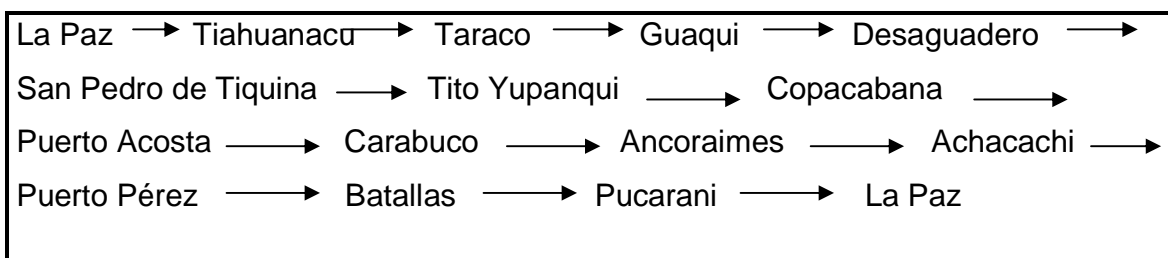 La Paz → Tiahuanacu → Taraco → Guaqui → Desaguadero →
San Pedro de Tiquina → Tito Yupanqui → Copacabana →
Puerto Acosta → Carabuco → Ancoraimes → Achacachi →
Puerto Pérez → Batallas → Pucarani → La Paz